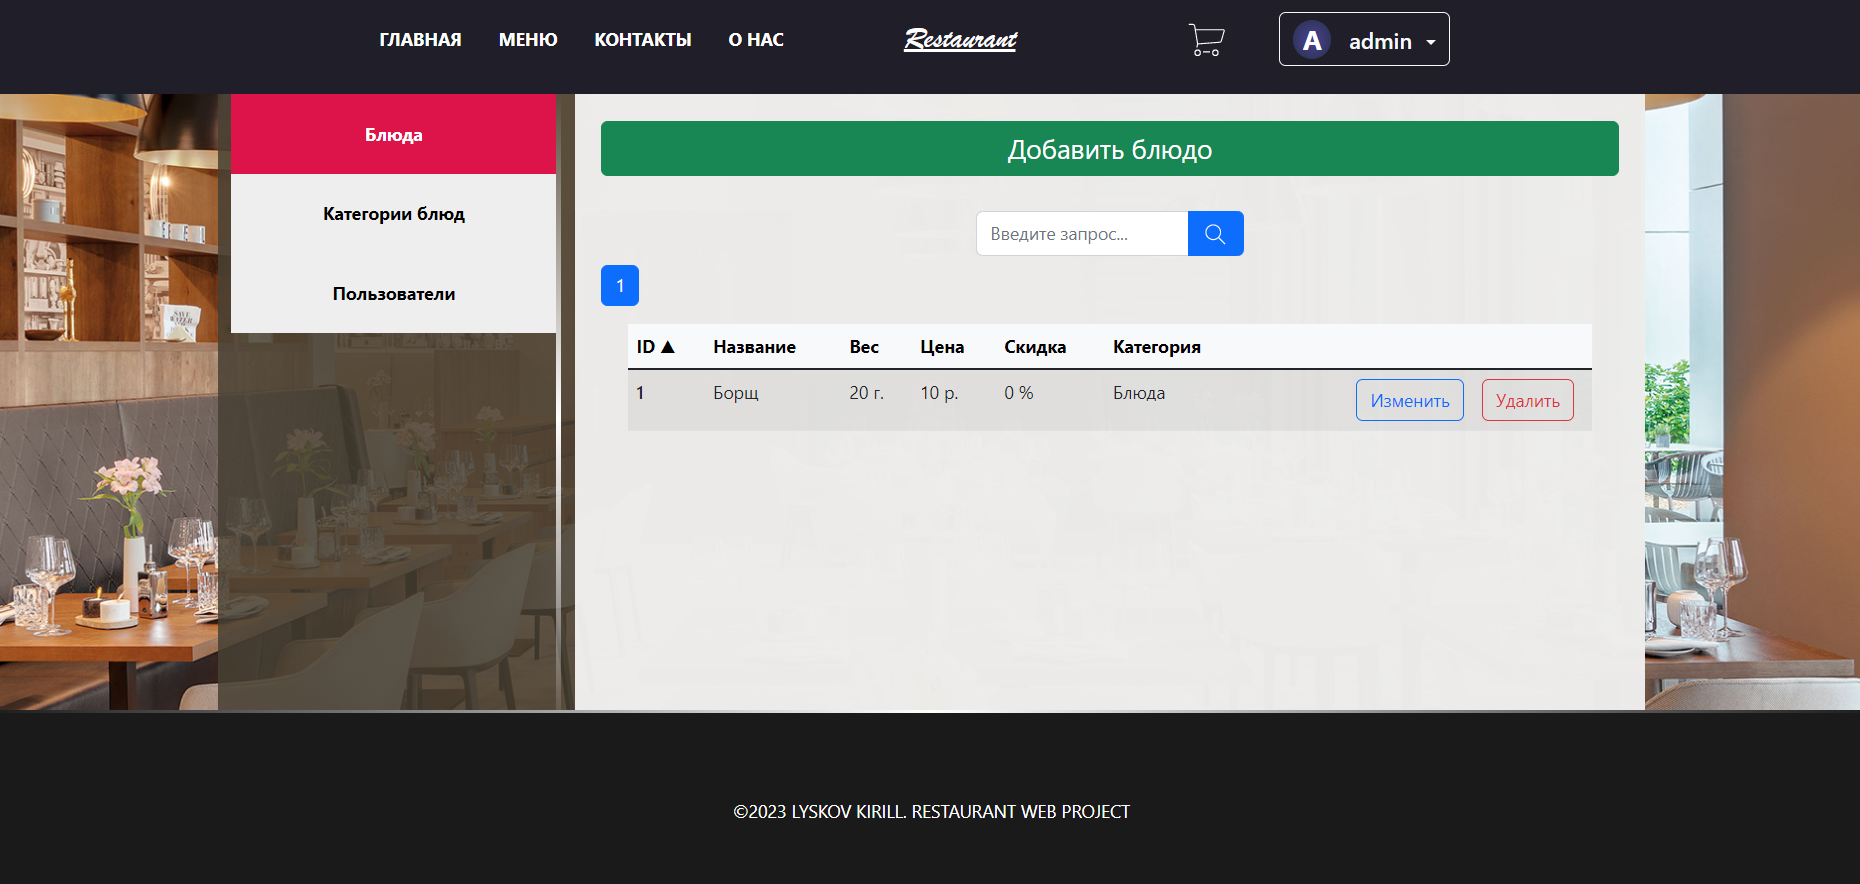 ГЛАВНАЯ МЕНЮ КОНТАКТЫ О НАС Restaurant A admin
Блюда
Категории блюд
Пользователи
Добавить блюдо
Введите запрос...
1
ID ▲ Название Вес Цена Скидка Категория
1 Борщ 20 г. 10 р. 0 % Блюда Изменить Удалить
©2023 LYSKOV KIRILL. RESTAURANT WEB PROJECT